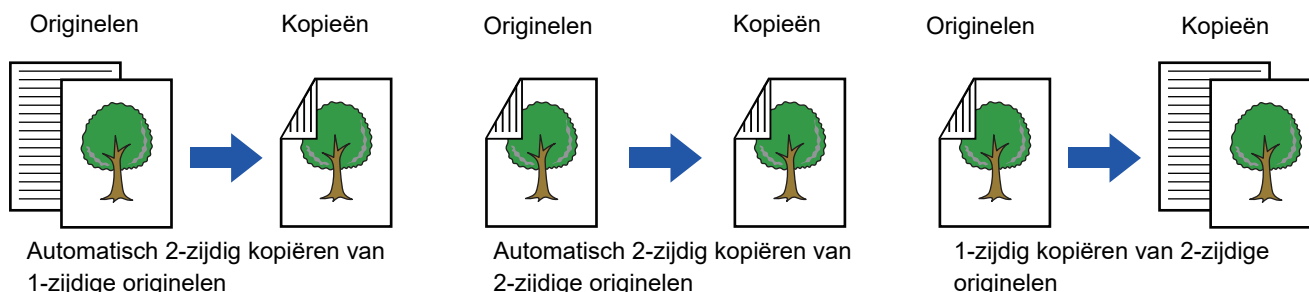 Originelen
Kopieën
Automatisch 2-zijdig kopiëren van
1-zijdige originelen
Originelen
Kopieën
Automatisch 2-zijdig kopiëren van
2-zijdige originelen
Originelen
Kopieën
1-zijdig kopiëren van 2-zijdige
originelen